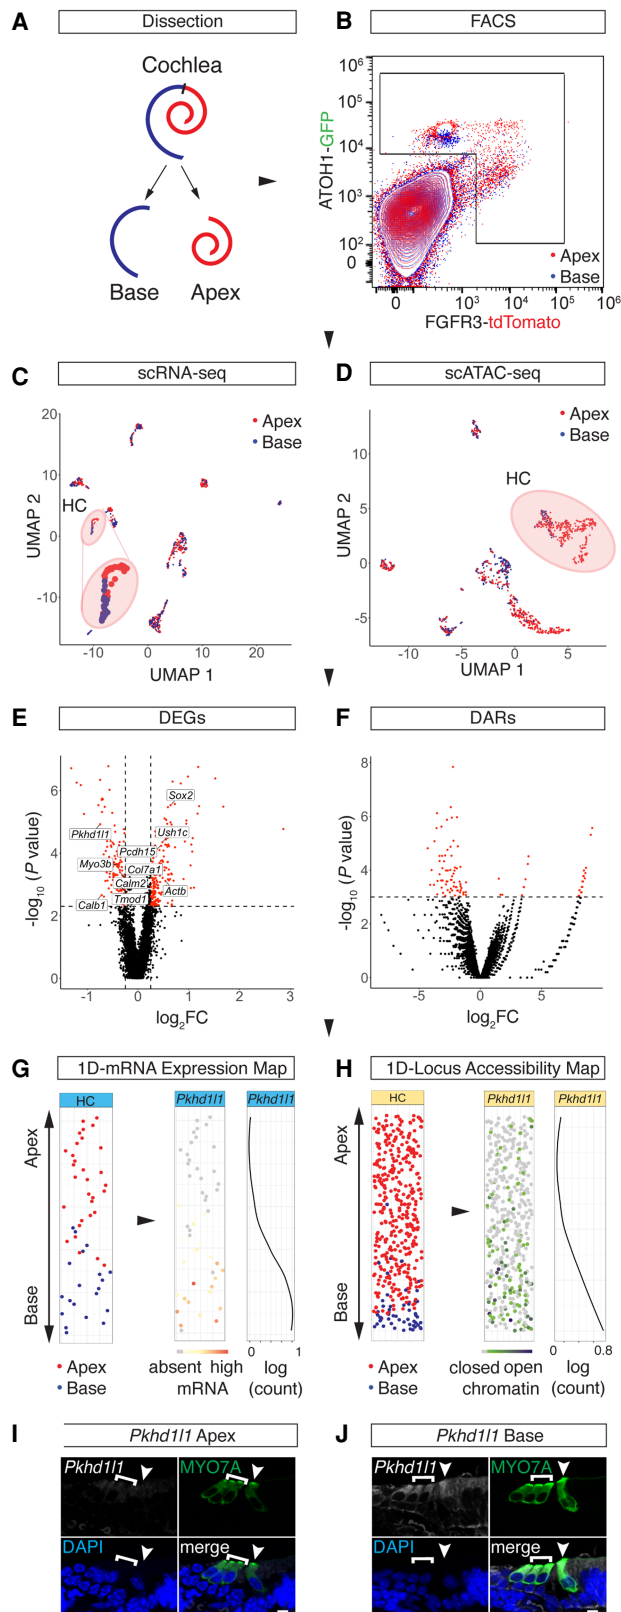 A
Dissection
Cochlea
Base
Apex
B
FACS
ATOH1-GFP
10⁶
10⁵
10⁴
10³
10²
0
Apex
Base
0
10³
10⁴
10⁵
10⁶
FGFR3-tdTomato
C
scRNA-seq
UMAP 2
20
10
0
-10
Apex
Base
HC
-10
0
10
20
UMAP 1
D
scATAC-seq
UMAP 2
10
5
0
-5
Apex
Base
HC
-10
-5
0
5
UMAP 1
E
DEGs
-log₁₀ (P value)
6
4
2
0
Sox2
Pkhd1l1
Ush1c
Pcdh15
Myo3b
Col7a1
Calm2
Actb
Calb1
Tmod1
-1
0
1
2
3
log₂FC
F
DARs
-log₁₀ (P value)
8
6
4
2
0
-5
0
5
log₂FC
G
1D-mRNA Expression Map
HC
Pkhd1l1
Pkhd1l1
Apex
Base
Apex
Base
absent high
mRNA
0
1
log
(count)
H
1D-Locus Accessibility Map
HC
Pkhd1l1
Pkhd1l1
Apex
Base
Apex
Base
closed open
chromatin
0
0.8
log
(count)
I
Pkhd1l1 Apex
Pkhd1l1
MYO7A
DAPI
merge
J
Pkhd1l1 Base
Pkhd1l1
MYO7A
DAPI
merge